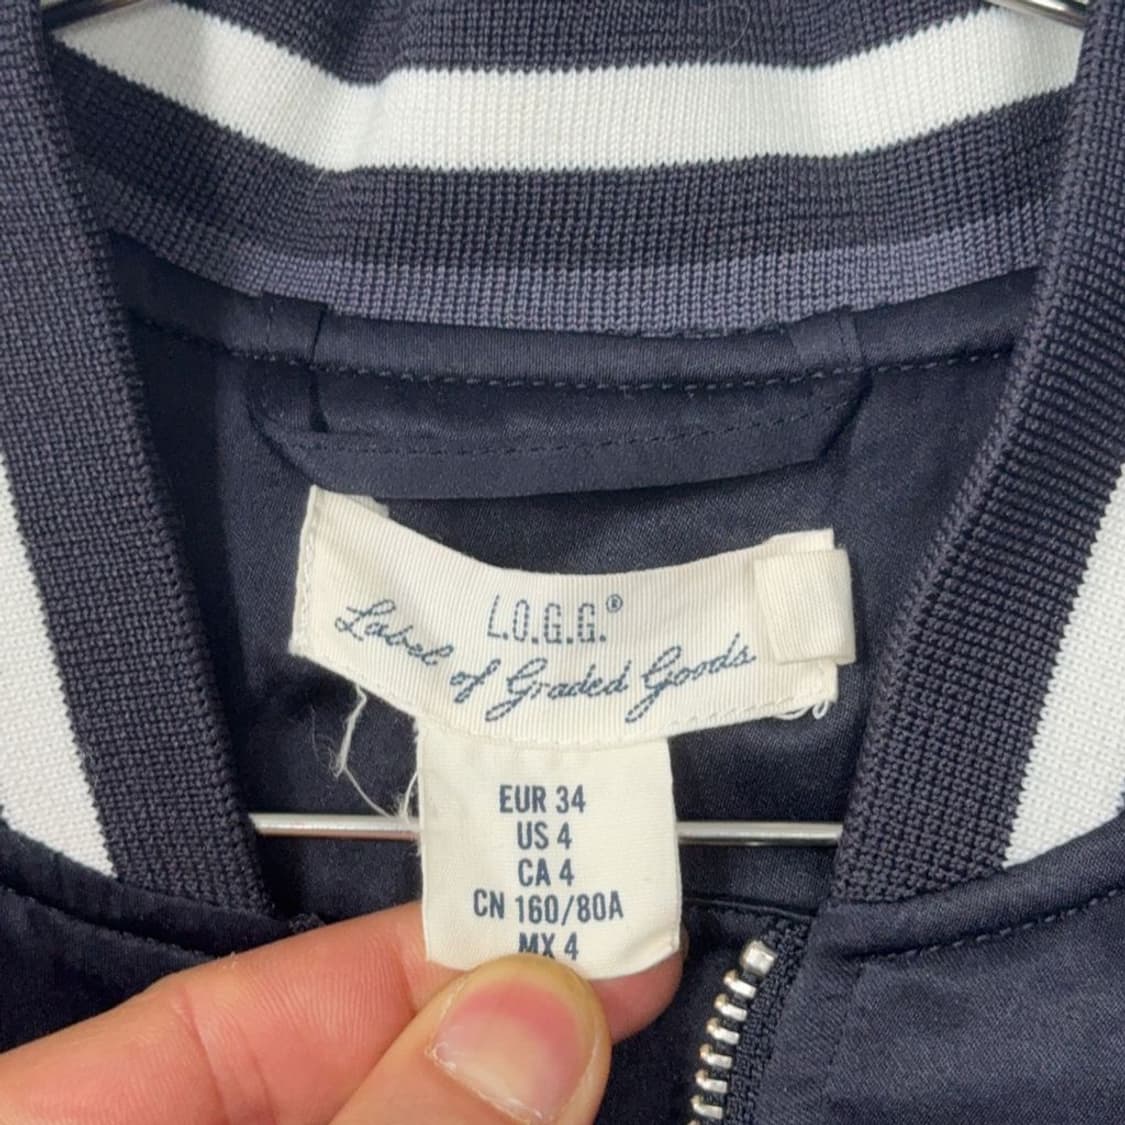 L.O.G.G.®
Label of Graded Goods
EUR 34
US 4
CA 4
CN 160/80A
MX 4